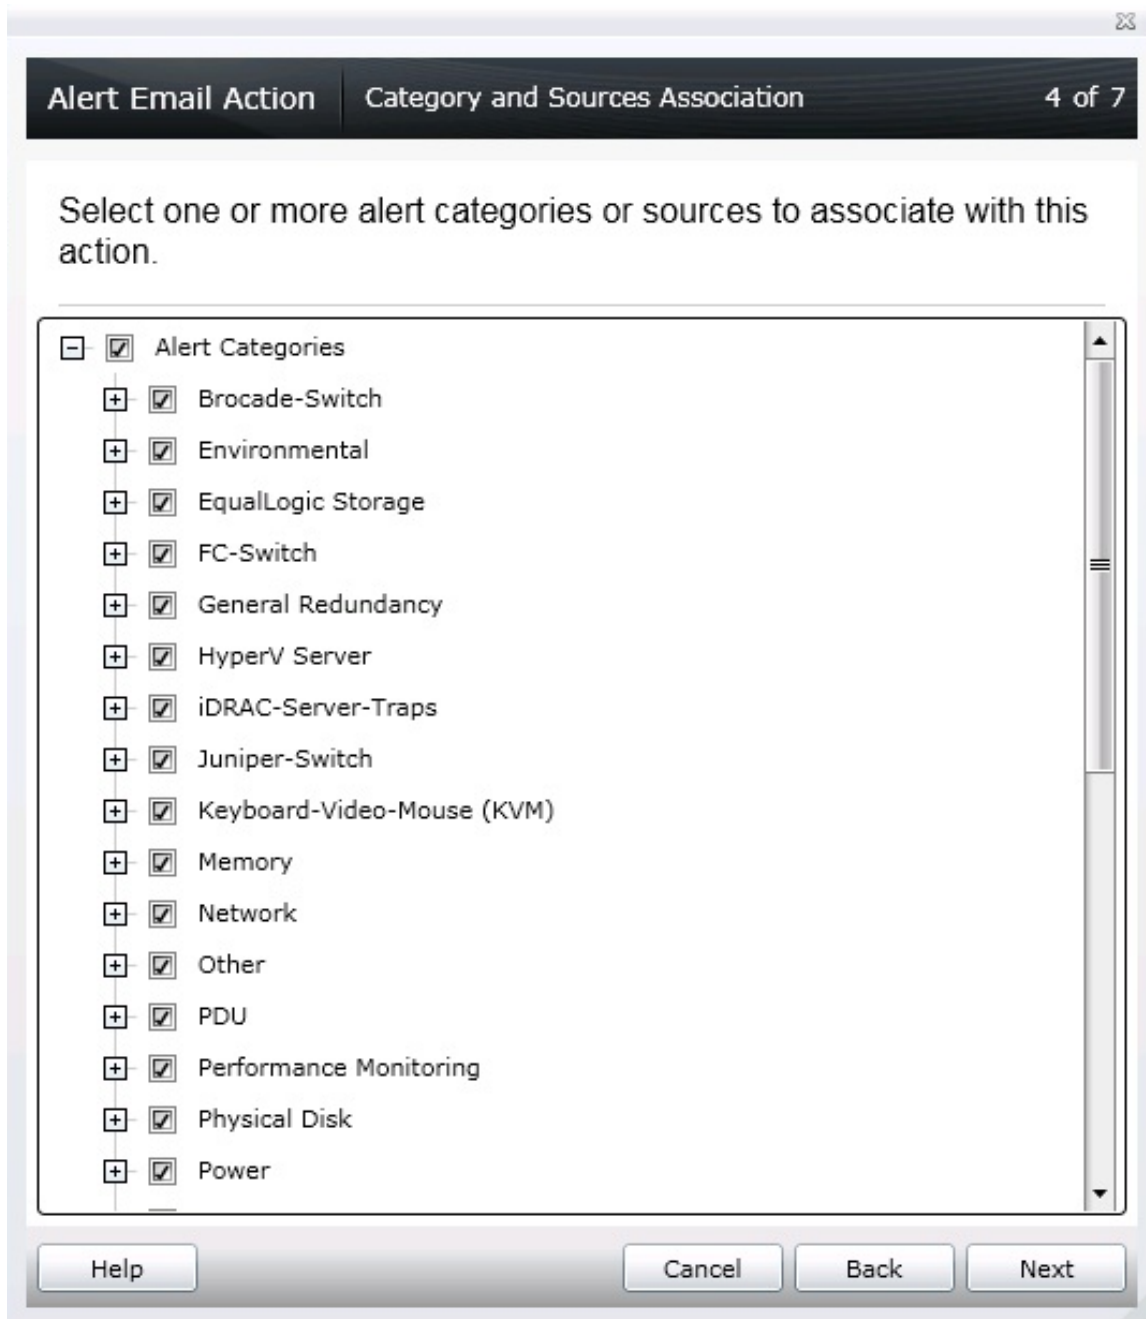 Alert Email Action
Category and Sources Association
4 of 7
Select one or more alert categories or sources to associate with this
action.
Alert Categories
Brocade-Switch
Environmental
EqualLogic Storage
FC-Switch
General Redundancy
HyperV Server
iDRAC-Server-Traps
Juniper-Switch
Keyboard-Video-Mouse (KVM)
Memory
Network
Other
PDU
Performance Monitoring
Physical Disk
Power
Help
Cancel
Back
Next